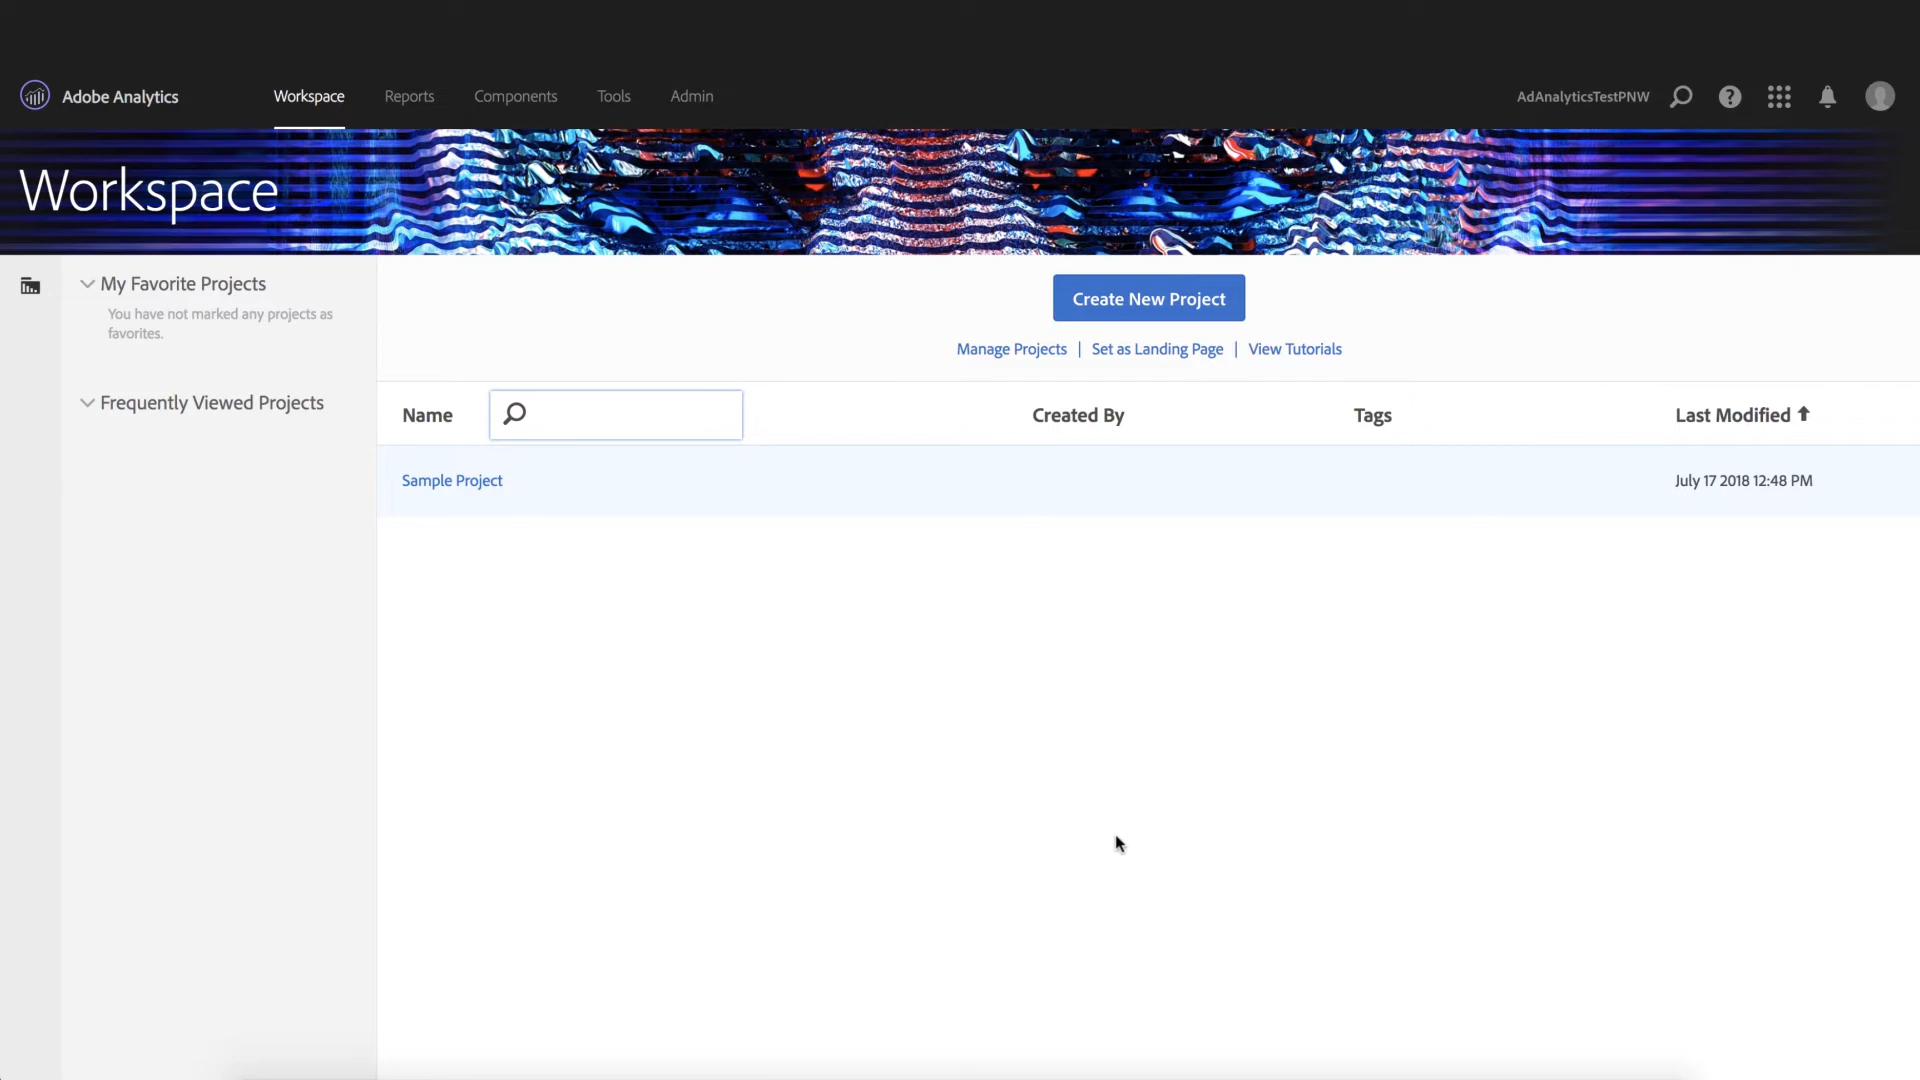 Adobe Analytics Workspace Reports Components Tools Admin AdAnalyticsTestPNW
Workspace
My Favorite Projects
You have not marked any projects as
favorites.
Frequently Viewed Projects
Create New Project
Manage Projects | Set as Landing Page | View Tutorials
Name Created By Tags Last Modified
Sample Project July 17 2018 12:48 PM